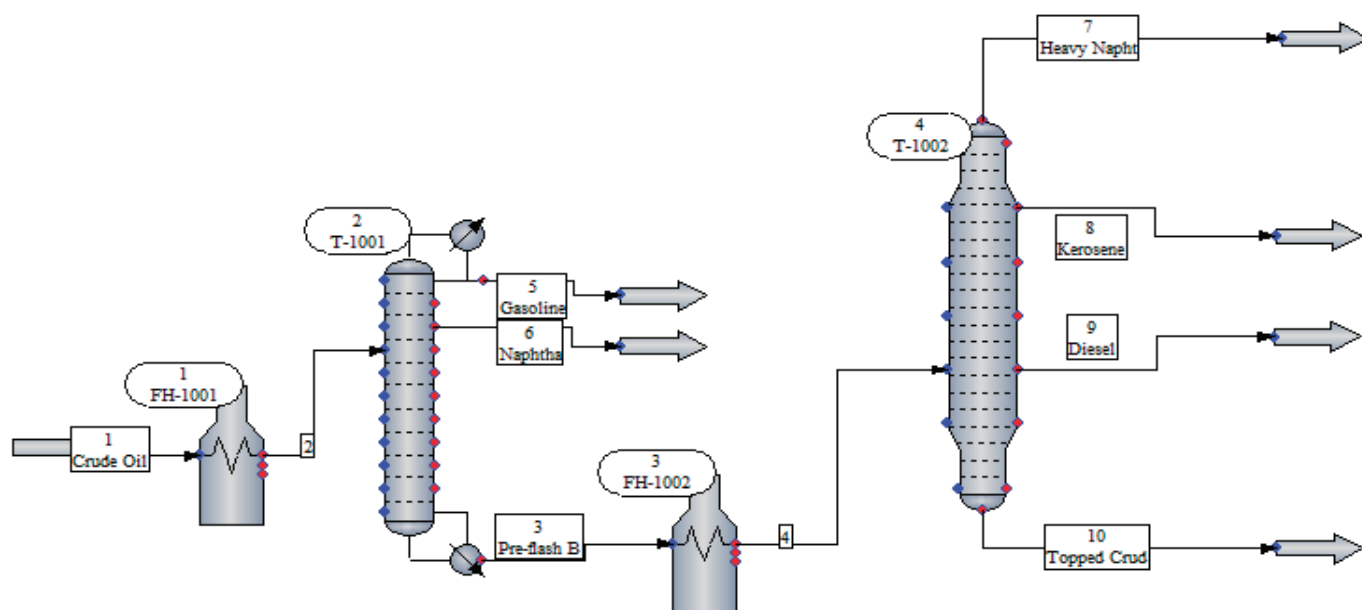 7
Heavy Napht
4
T-1002
2
T-1001
8
Kerosene
5
Gasoline
6
Naphtha
9
Diesel
1
FH-1001
1
Crude Oil
2
3
FH-1002
3
Pre-flash B
4
10
Topped Crud